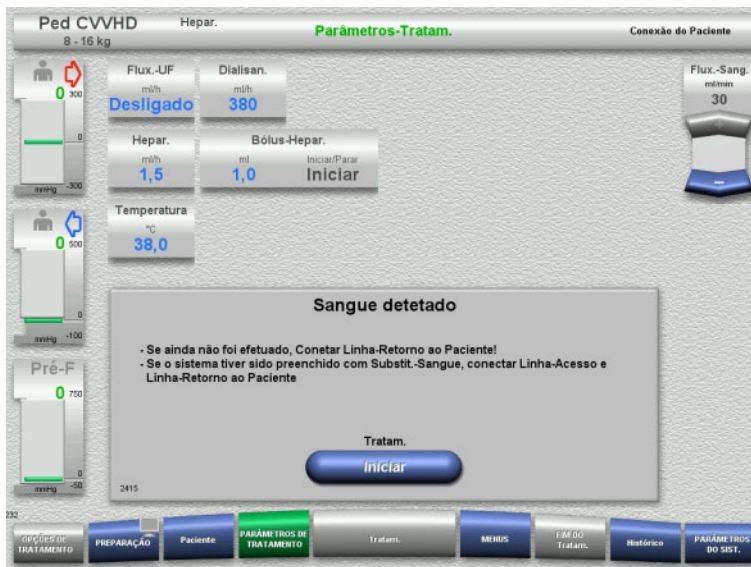 Ped CVVHD
Hepar.
8 - 16 kg
Parâmetros-Tratam.
Conexão do Paciente
0
300
0
-300
mmHg
Flux.-UF
ml/h
Desligado
Dialisan.
ml/h
380
Flux.-Sang.
ml/min
30
Hepar.
ml/h
1,5
Bólus-Hepar.
ml
1,0
Iniciar/Parar
Iniciar
Temperatura
°C
38,0
0
500
0
-100
mmHg
Pré-F
0
750
0
-50
mmHg
Sangue detetado
- Se ainda não foi efetuado, Conetar Linha-Retorno ao Paciente!
- Se o sistema tiver sido preenchido com Substit.-Sangue, conectar Linha-Acesso e
Linha-Retorno ao Paciente
Tratam.
Iniciar
2415
232
OPÇÕES DE
TRATAMENTO
PREPARAÇÃO
Paciente
PARÂMETROS DE
TRATAMENTO
Tratam.
MENUS
FIM DO
Tratam.
Histórico
PARÂMETROS
DO SIST.